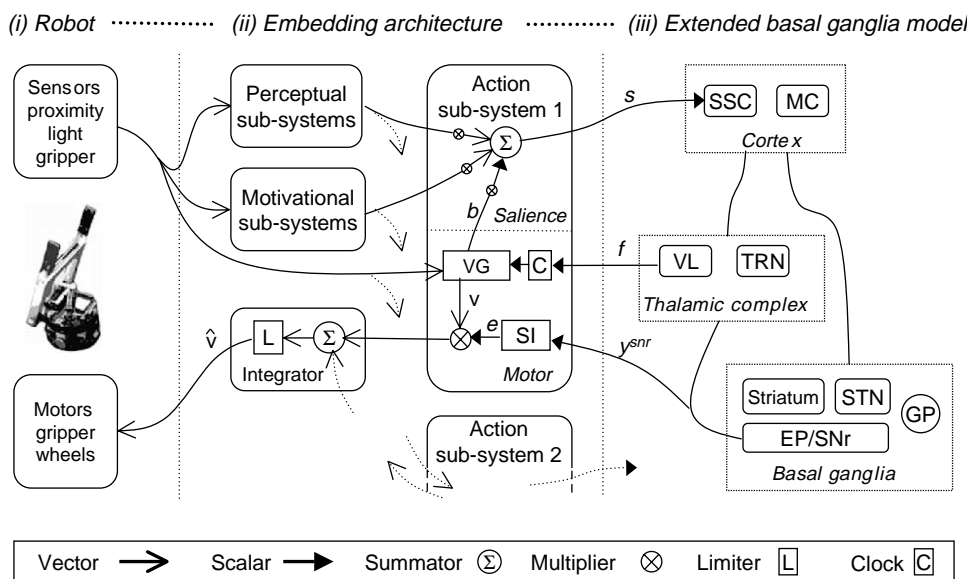 (i) Robot (ii) Embedding architecture (iii) Extended basal ganglia model
Sensors
proximity
light
gripper
Perceptual
sub-systems
Motivational
sub-systems
Action
sub-system 1
Σ
b
Salience
VG
C
v
e
SI
Motor
s
SSC MC
Cortex
f
VL TRN
Thalamic complex
y^snr
Striatum STN GP
EP/SNr
Basal ganglia
v̂
L Σ
Integrator
Motors
gripper
wheels
Action
sub-system 2
Vector Scalar Summator Σ Multiplier Limiter L Clock C